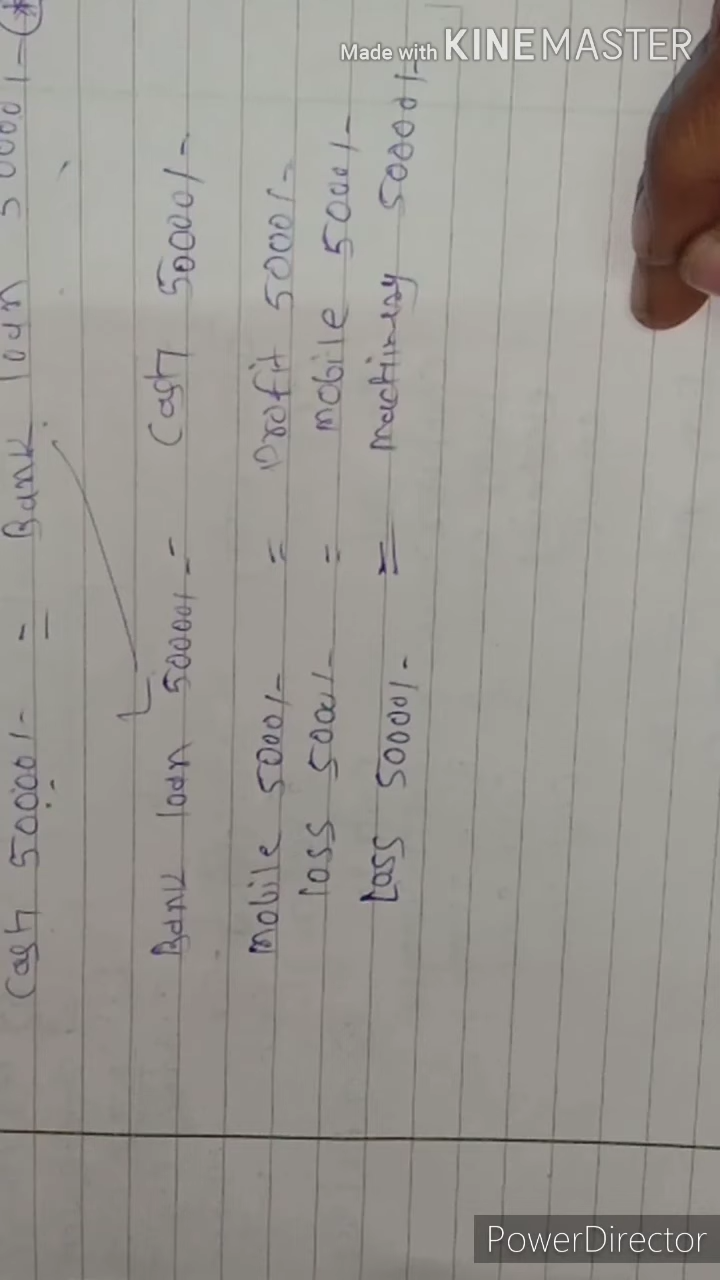 Made with KINEMASTER
Cash 50000/- = Bank loan 50000/-
Bank loan 50000/- - Cash 50000/-
Mobile 5000/- = Profit 5000/-
loss 5000/- = mobile 5000/-
Loss 50000/- = machinery 50000/-
PowerDirector